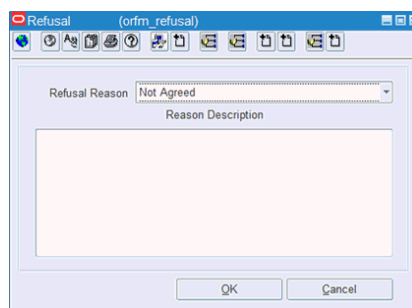 Refusal (orfm_refusal)
Refusal Reason Not Agreed
Reason Description
OK Cancel